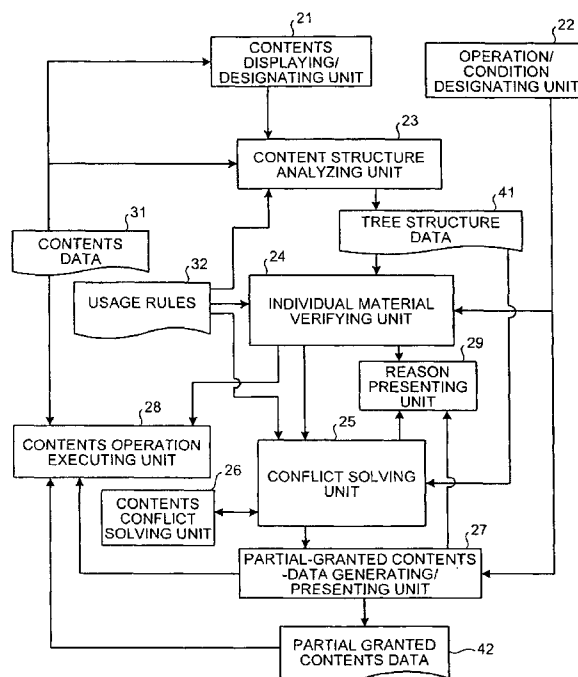 21
CONTENTS
DISPLAYING/
DESIGNATING UNIT
22
OPERATION/
CONDITION
DESIGNATING UNIT
23
CONTENT STRUCTURE
ANALYZING UNIT
31
CONTENTS
DATA
41
TREE STRUCTURE
DATA
32
USAGE RULES
24
INDIVIDUAL MATERIAL
VERIFYING UNIT
29
REASON
PRESENTING
UNIT
28
CONTENTS OPERATION
EXECUTING UNIT
25
CONFLICT SOLVING
UNIT
26
CONTENTS
CONFLICT
SOLVING UNIT
27
PARTIAL-GRANTED CONTENTS
-DATA GENERATING/
PRESENTING UNIT
PARTIAL GRANTED
CONTENTS DATA
42